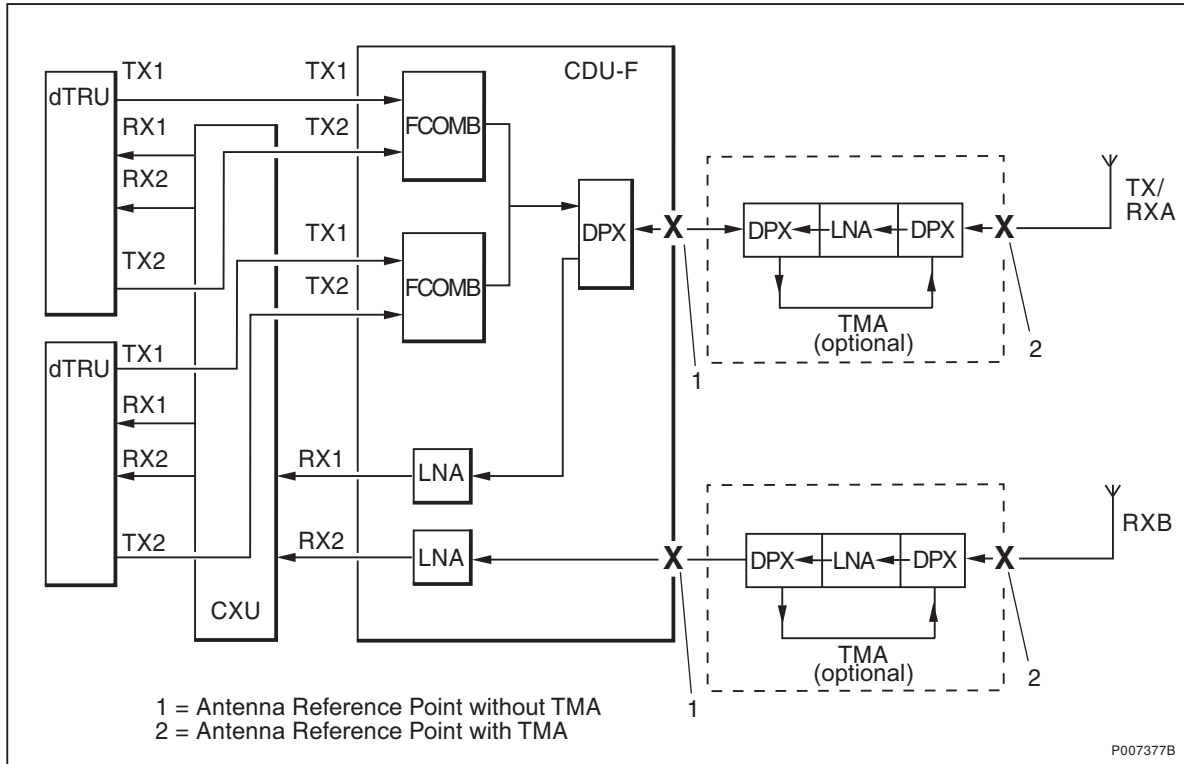 TX1
dTRU
RX1
RX2
TX2
TX1
dTRU
RX1
RX2
TX2
CXU
CDU-F
TX1
TX2
FCOMB
TX1
TX2
FCOMB
DPX
X
1
RX1
LNA
RX2
LNA
X
1
DPX
LNA
DPX
TMA
(optional)
X
2
TX/
RXA
DPX
LNA
DPX
TMA
(optional)
X
2
RXB
1 = Antenna Reference Point without TMA
2 = Antenna Reference Point with TMA
P007377B